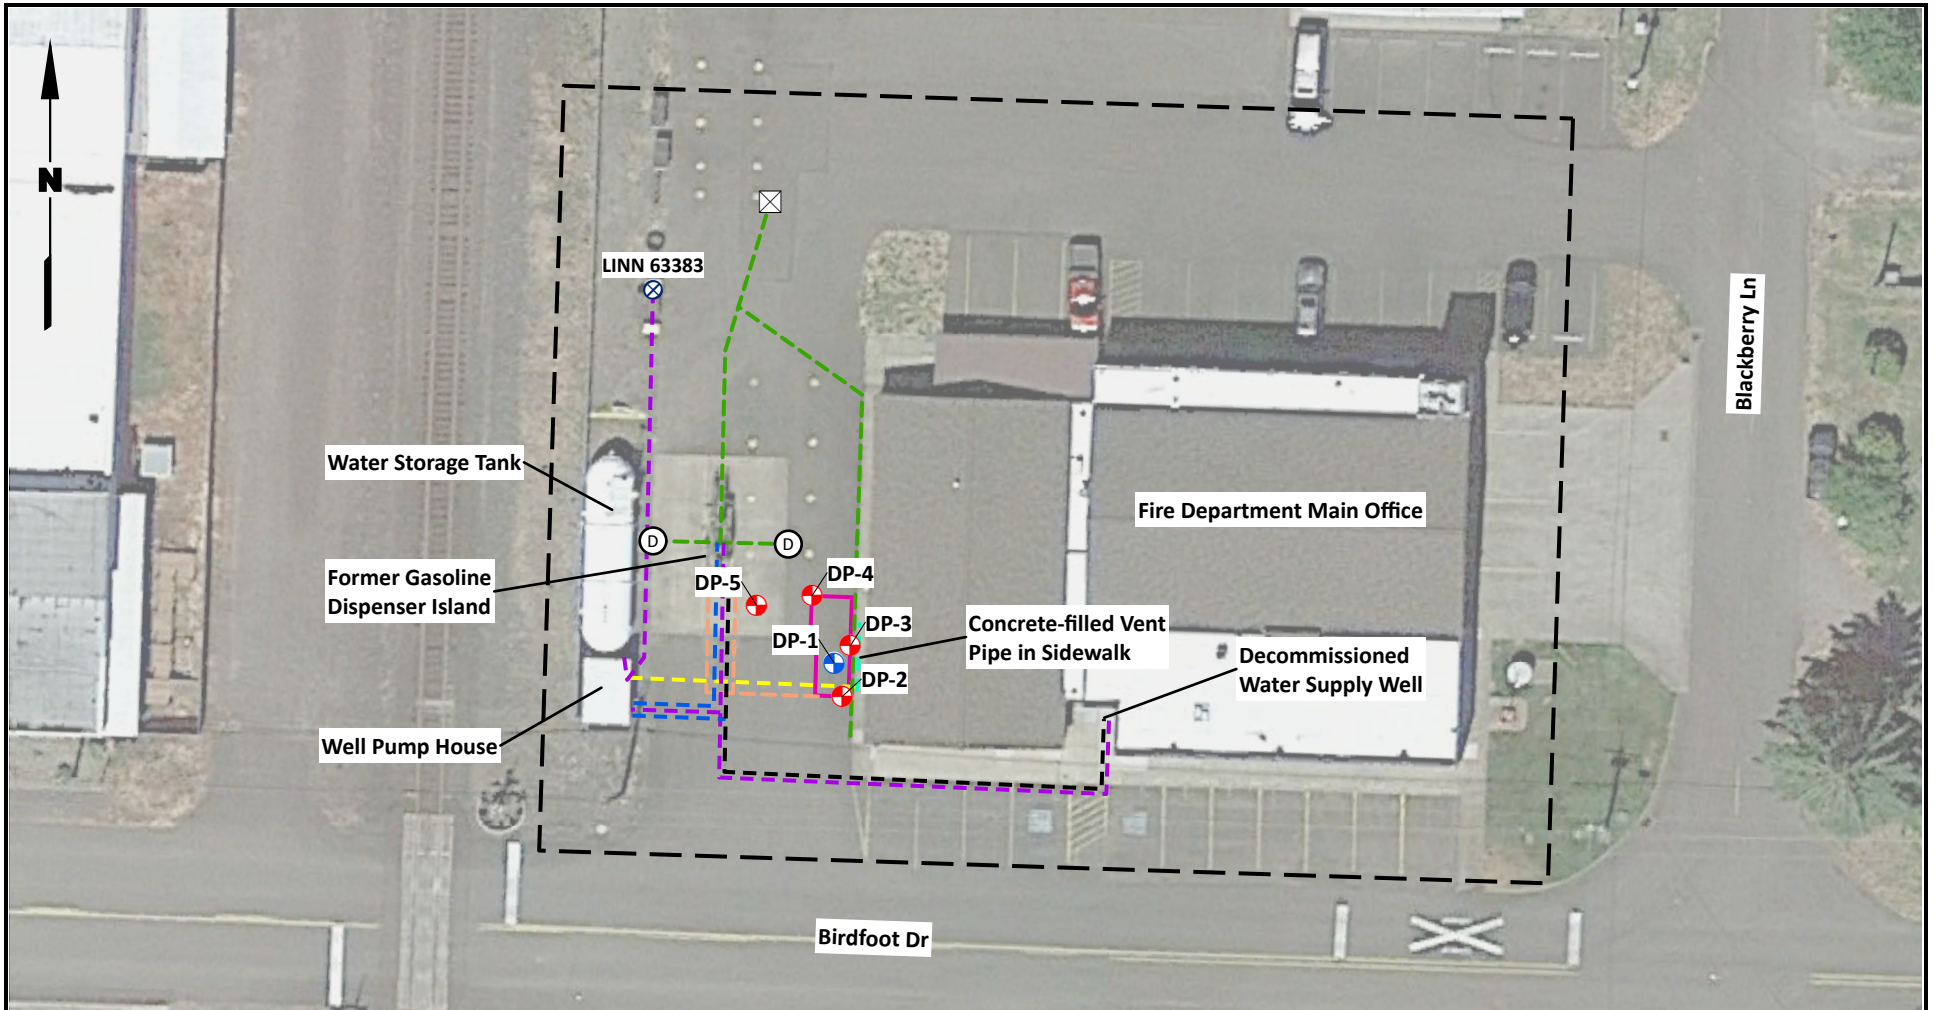 N
LINN 63383
Blackberry Ln
Water Storage Tank
Fire Department Main Office
D
D
Former Gasoline
Dispenser Island
DP-5
DP-4
DP-3
DP-1
DP-2
Concrete-filled Vent
Pipe in Sidewalk
Decommissioned
Water Supply Well
Well Pump House
Birdfoot Dr